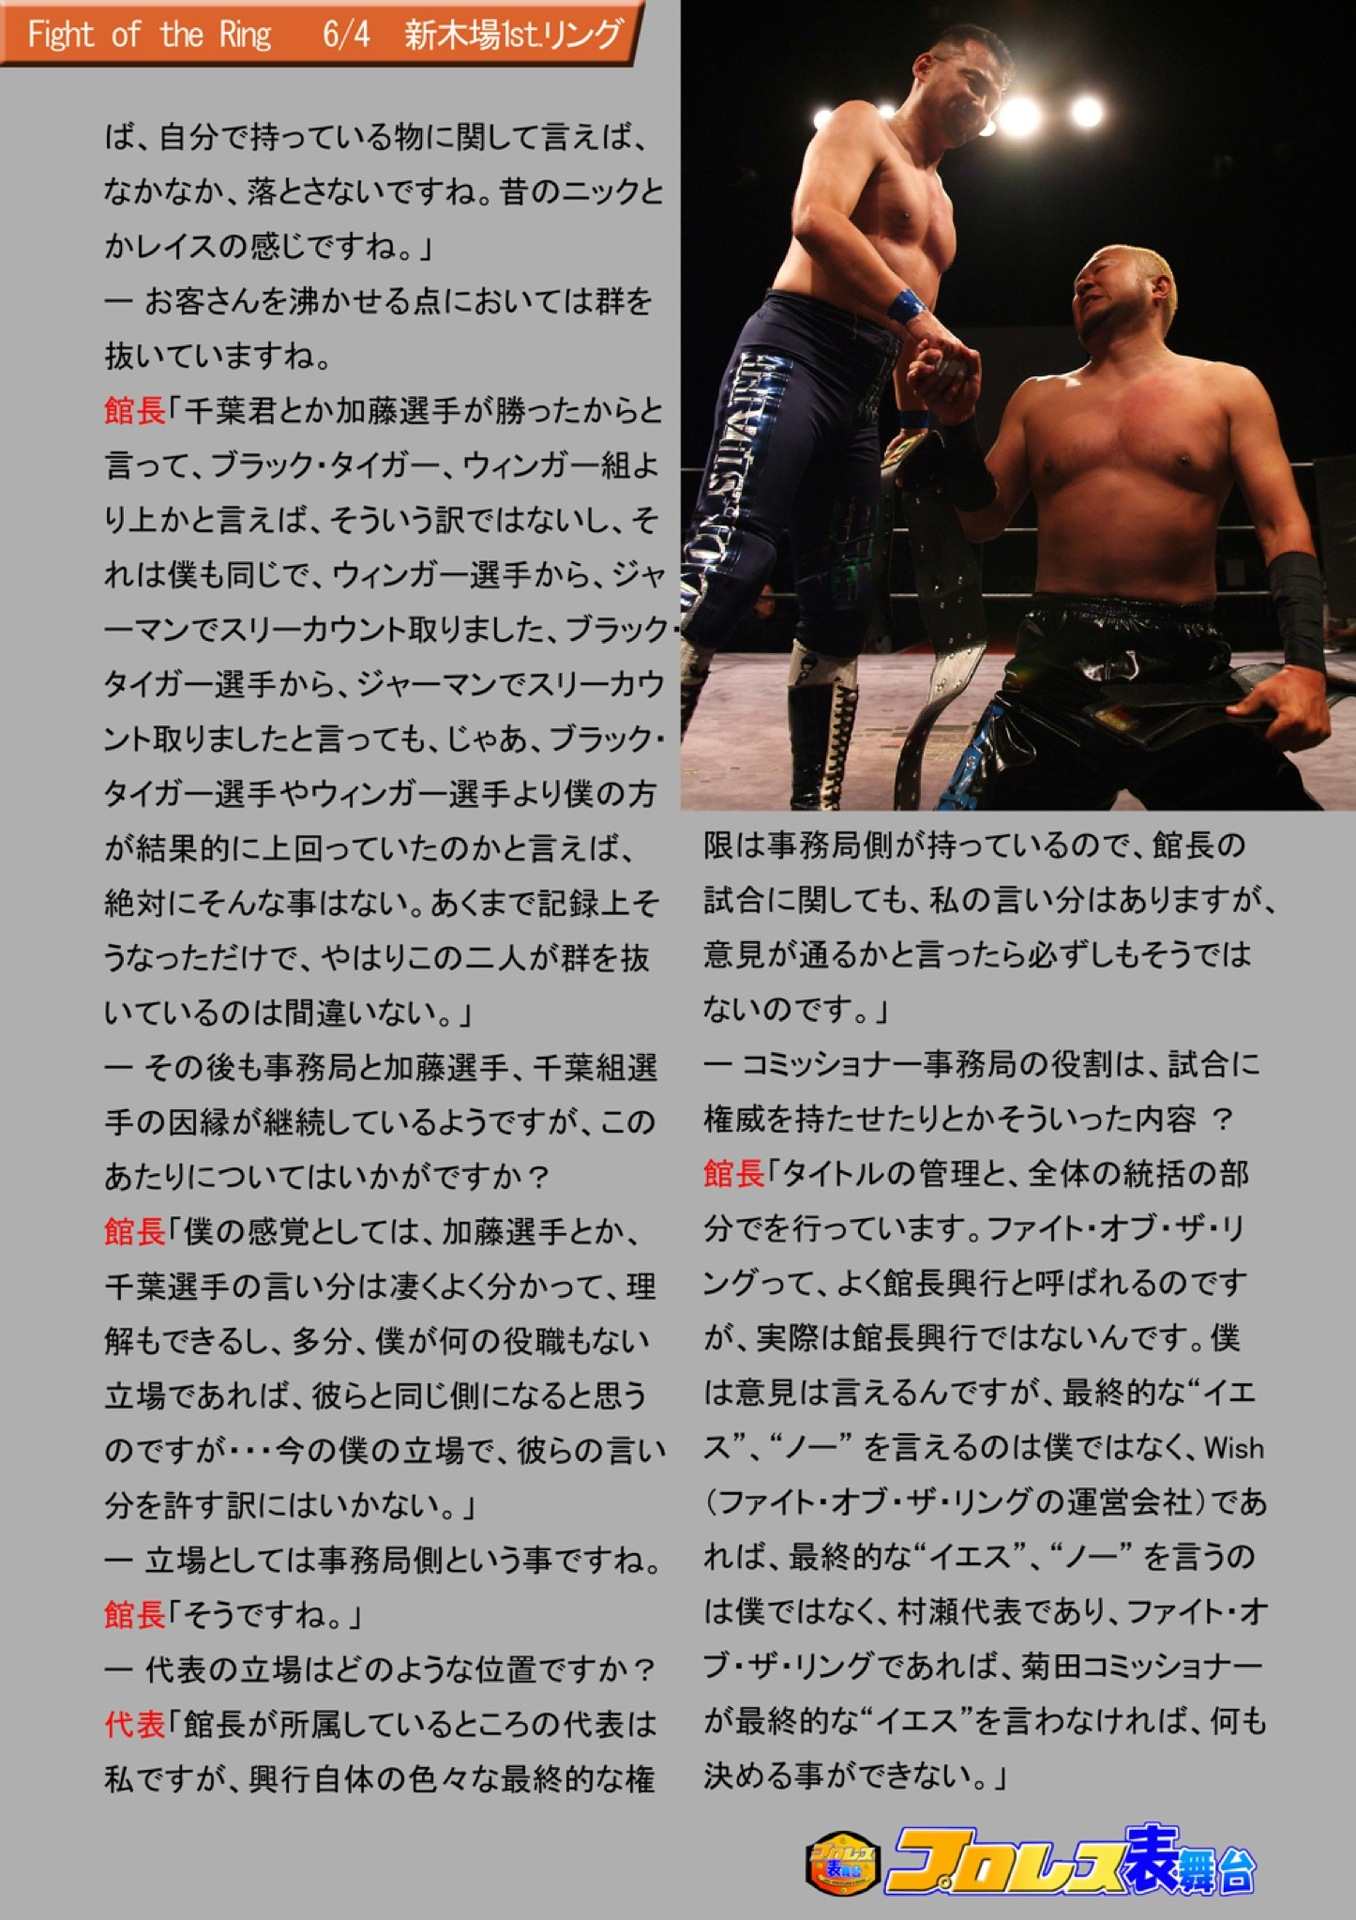 Fight of the Ring 6/4 新木場1st.リング
ば、自分で持っている物に関して言えば、
なかなか、落とさないですね。昔のニックと
かレイスの感じですね。」
― お客さんを沸かせる点においては群を
抜いていますね。
館長「千葉君とか加藤選手が勝ったからと
言って、ブラック・タイガー、ウィンガー組よ
り上かと言えば、そういう訳ではないし、そ
れは僕も同じで、ウィンガー選手から、ジャ
ーマンでスリーカウント取りました、ブラック・
タイガー選手から、ジャーマンでスリーカウ
ント取りましたと言っても、じゃあ、ブラック・
タイガー選手やウィンガー選手より僕の方
が結果的に上回っていたのかと言えば、
絶対にそんな事はない。あくまで記録上そ
うなっただけで、やはりこの二人が群を抜
いているのは間違いない。」
― その後も事務局と加藤選手、千葉組選
手の因縁が継続しているようですが、この
あたりについてはいかがですか？
館長「僕の感覚としては、加藤選手とか、
千葉選手の言い分は凄くよく分かって、理
解もできるし、多分、僕が何の役職もない
立場であれば、彼らと同じ側になると思う
のですが・・・今の僕の立場で、彼らの言い
分を許す訳にはいかない。」
― 立場としては事務局側という事ですね。
館長「そうですね。」
― 代表の立場はどのような位置ですか？
代表「館長が所属しているところの代表は
私ですが、興行自体の色々な最終的な権
限は事務局側が持っているので、館長の
試合に関しても、私の言い分はありますが、
意見が通るかと言ったら必ずしもそうでは
ないのです。」
― コミッショナー事務局の役割は、試合に
権威を持たせたりとかそういった内容 ？
館長「タイトルの管理と、全体の統括の部
分でを行っています。ファイト・オブ・ザ・リ
ングって、よく館長興行と呼ばれるのです
が、実際は館長興行ではないんです。僕
は意見は言えるんですが、最終的な“イエ
ス”、“ノー” を言えるのは僕ではなく、Wish
（ファイト・オブ・ザ・リングの運営会社）であ
れば、最終的な“イエス”、“ノー” を言うの
は僕ではなく、村瀬代表であり、ファイト・オ
ブ・ザ・リングであれば、菊田コミッショナー
が最終的な“イエス”を言わなければ、何も
決める事ができない。」
プロレス表舞台